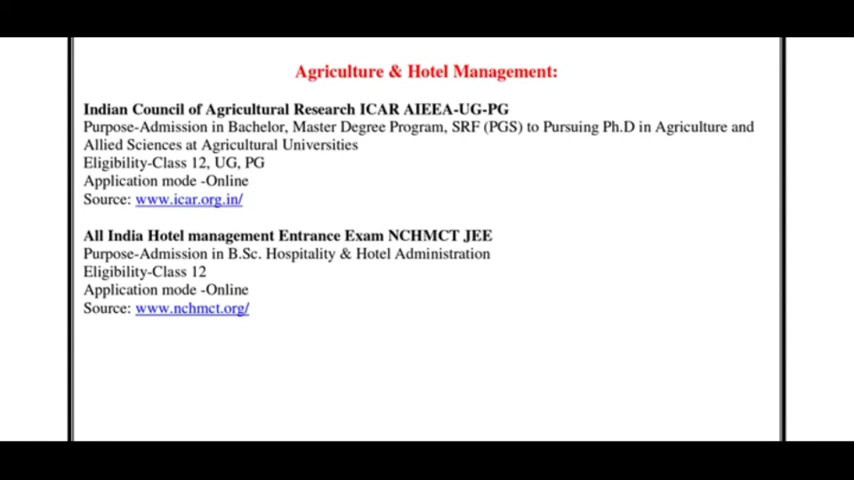 Agriculture & Hotel Management:
Indian Council of Agricultural Research ICAR AIEEA-UG-PG
Purpose-Admission in Bachelor, Master Degree Program, SRF (PGS) to Pursuing Ph.D in Agriculture and
Allied Sciences at Agricultural Universities
Eligibility-Class 12, UG, PG
Application mode -Online
Source: www.icar.org.in/
All India Hotel management Entrance Exam NCHMCT JEE
Purpose-Admission in B.Sc. Hospitality & Hotel Administration
Eligibility-Class 12
Application mode -Online
Source: www.nchmct.org/